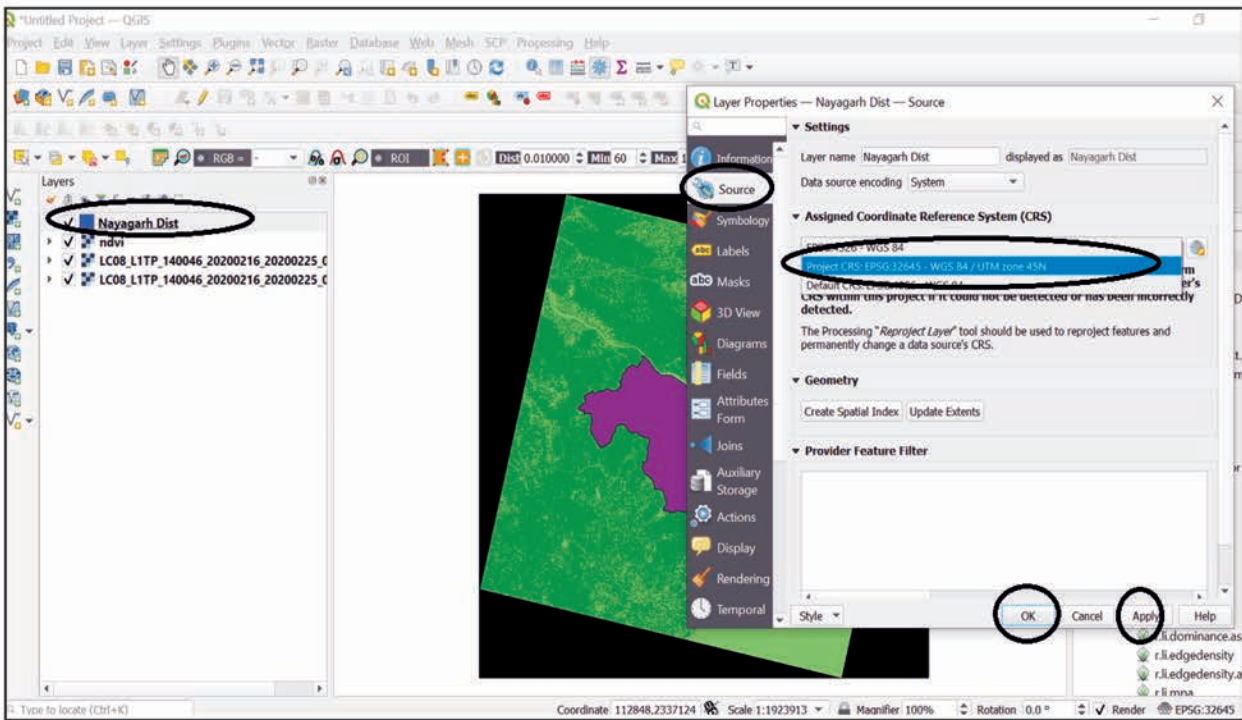 *Untitled Project — QGIS
Project Edit View Layer Settings Plugins Vector Raster Database Web Mesh SCP Processing Help
RGB = -
ROI
Dist 0.010000
Min 60
Max
Layers
Nayagarh Dist
ndvi
LC08_L1TP_140046_20200216_20200225_0
LC08_L1TP_140046_20200216_20200225_0
Layer Properties — Nayagarh Dist — Source
Information
Source
Symbology
Labels
Masks
3D View
Diagrams
Fields
Attributes
Form
Joins
Auxiliary
Storage
Actions
Display
Rendering
Temporal
Settings
Layer name Nayagarh Dist displayed as Nayagarh Dist
Data source encoding System
Assigned Coordinate Reference System (CRS)
EPSG:4326 - WGS 84
Project CRS: EPSG:32645 - WGS 84 / UTM zone 45N
Default CRS: EPSG:4326 - WGS 84
CRS within this project if it could not be detected or has been incorrectly
detected.
The Processing "Reproject Layer" tool should be used to reproject features and
permanently change a data source's CRS.
Geometry
Create Spatial Index Update Extents
Provider Feature Filter
Style OK Cancel Apply Help
r.li.dominance.as
r.li.edgedensity
r.li.edgedensity.a
r.li.mpa
Type to locate (Ctrl+K) Coordinate 112848,2337124 Scale 1:1923913 Magnifier 100% Rotation 0.0 ° Render EPSG:32645